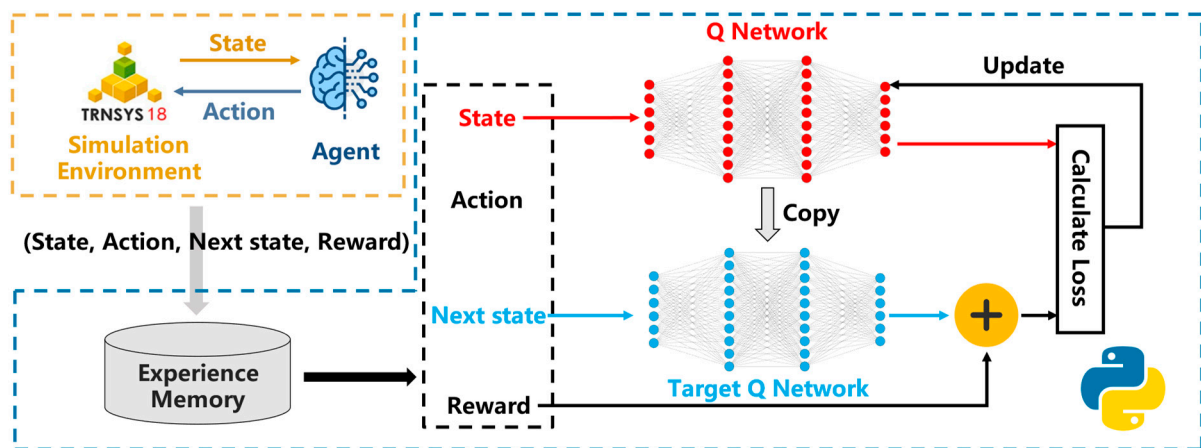 State
Action
TRNSYS 18
Simulation
Environment
Agent
(State, Action, Next state, Reward)
Experience
Memory
State
Action
Next state
Reward
Q Network
Copy
Target Q Network
Update
Calculate Loss